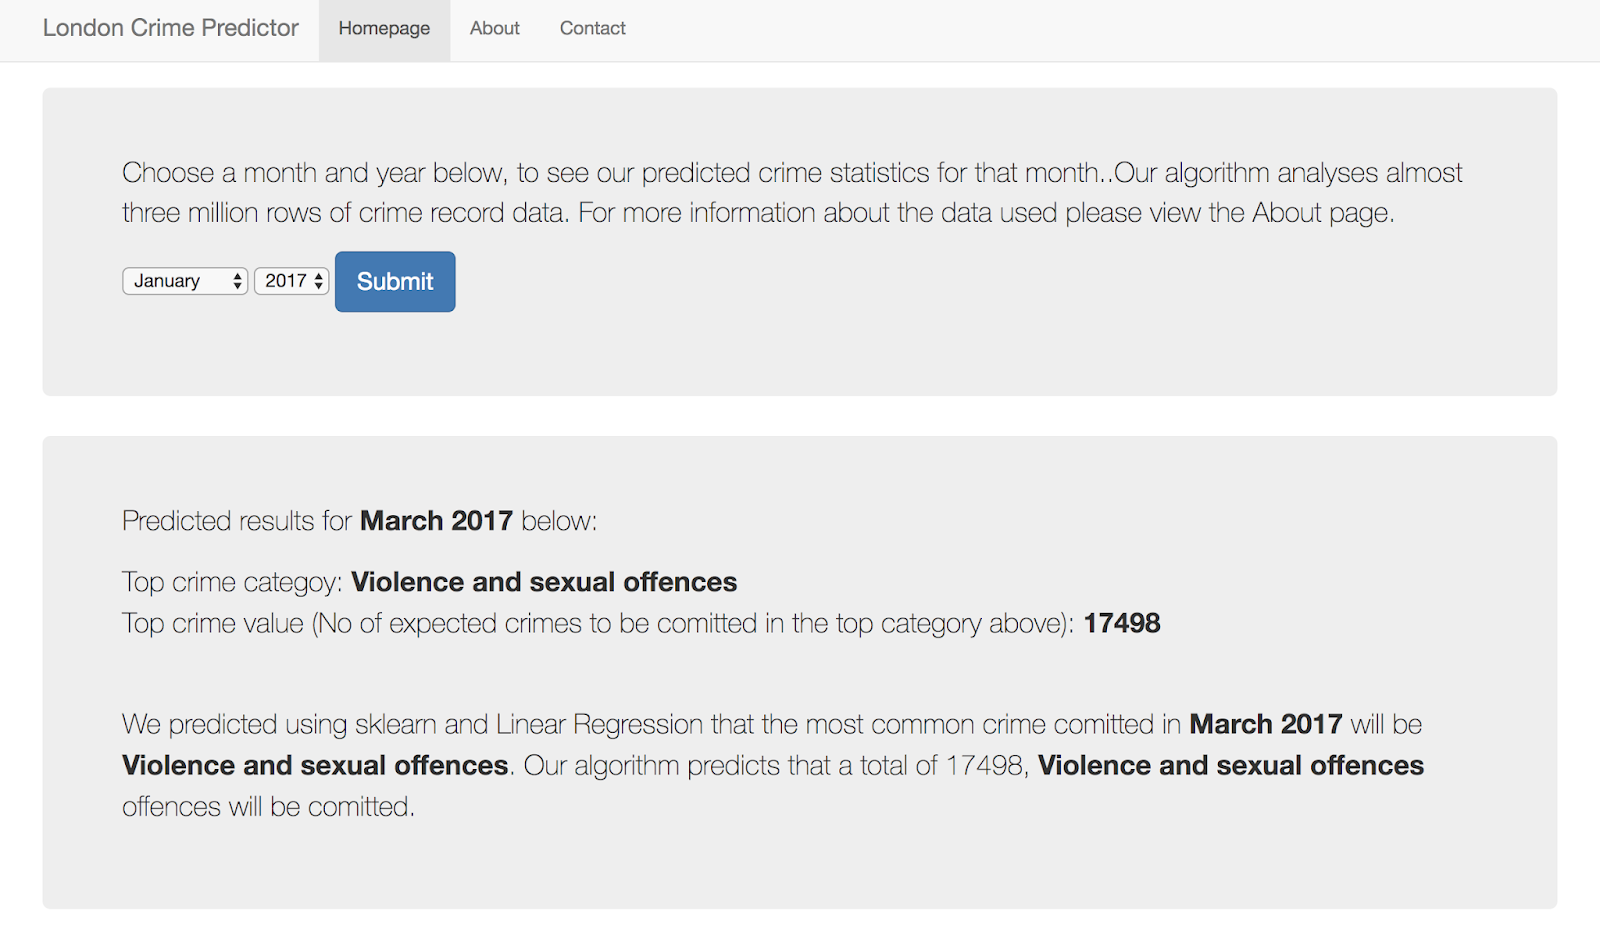 London Crime Predictor Homepage About Contact
Choose a month and year below, to see our predicted crime statistics for that month..Our algorithm analyses almost
three million rows of crime record data. For more information about the data used please view the About page.
January 2017 Submit
Predicted results for March 2017 below:
Top crime categoy: Violence and sexual offences
Top crime value (No of expected crimes to be comitted in the top category above): 17498
We predicted using sklearn and Linear Regression that the most common crime comitted in March 2017 will be
Violence and sexual offences. Our algorithm predicts that a total of 17498, Violence and sexual offences
offences will be comitted.